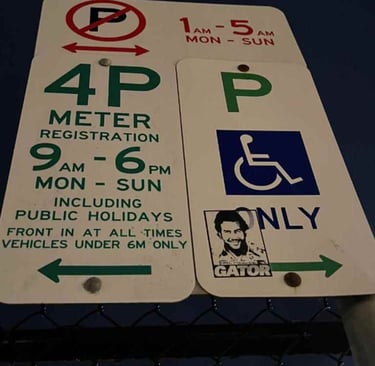 P
1AM - 5AM
MON - SUN
4P
METER
REGISTRATION
9AM - 6PM
MON - SUN
INCLUDING
PUBLIC HOLIDAYS
FRONT IN AT ALL TIMES
VEHICLES UNDER 6M ONLY
P
ONLY
GATOR